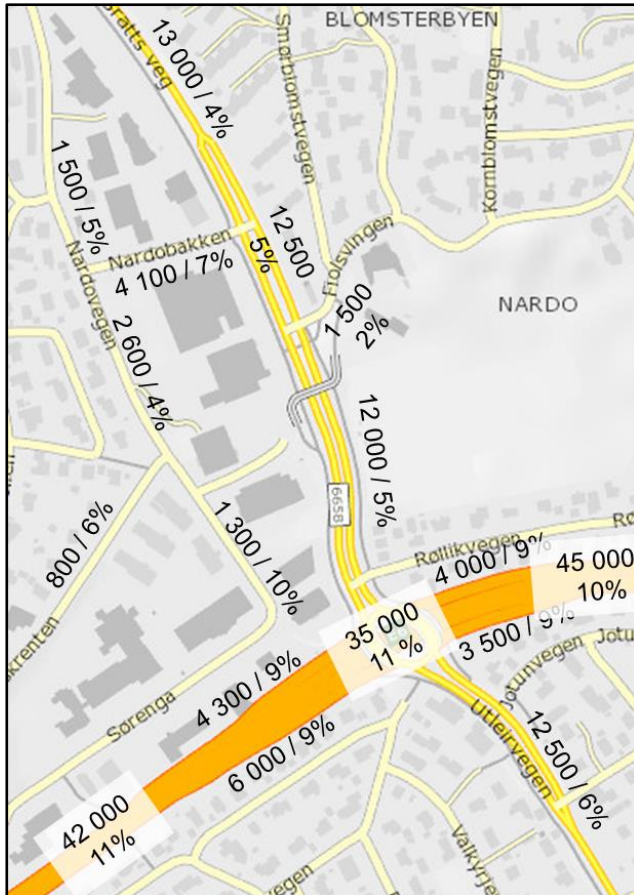 BLOMSTERBYEN
Bratts veg
13 000 / 4%
Smørblomstvegen
Kornblomstvegen
1 500 / 5%
Nardobakken
4 100 / 7%
12 500
5%
Fiolsvingen
1 500
2%
NARDO
Nardovegen
2 600 / 4%
12 000 / 5%
6658
800 / 6%
1 300 / 10%
Røllikvegen
4 000 / 9%
45 000
10%
35 000
11 %
3 500 / 9%
4 300 / 9%
6 000 / 9%
Sørenga
Jotunvegen
Utleirvegen
12 500 / 6%
42 000
11%